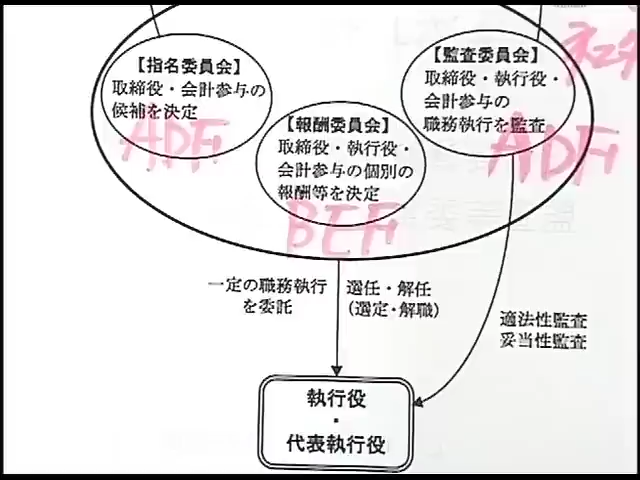 【指名委員会】
取締役・会計参与の
候補を決定
【監査委員会】
取締役・執行役・
会計参与の
職務執行を監査
【報酬委員会】
取締役・執行役・
会計参与の個別の
報酬等を決定
ADF
ADF
BEF
一定の職務執行
を委託
選任・解任
(選定・解職)
適法性監査
妥当性監査
執行役
・
代表執行役